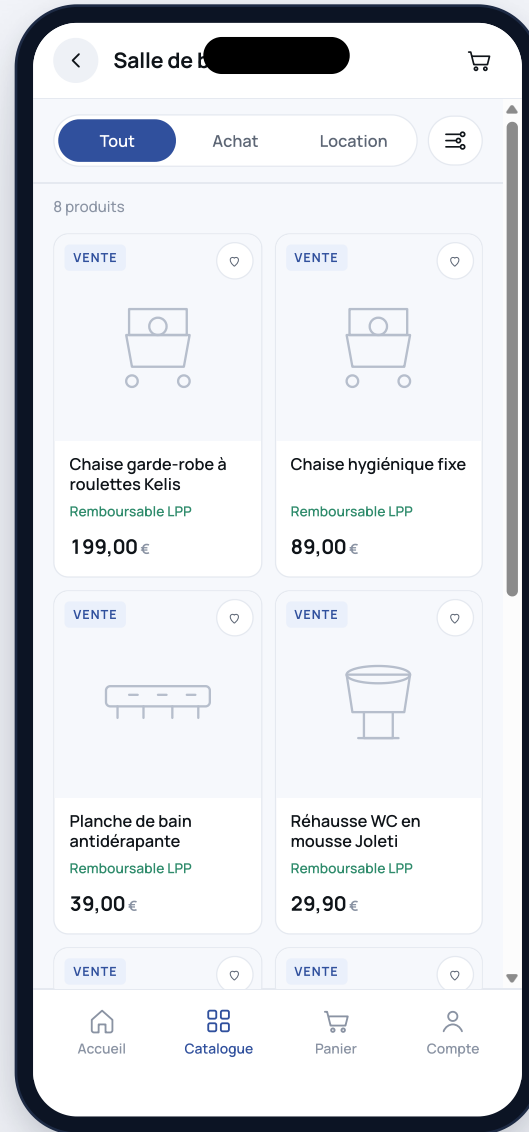 Salle de
Tout
Achat
Location
8 produits
VENTE
VENTE
Chaise garde-robe à
roulettes Kelis
Remboursable LPP
199,00 €
Chaise hygiénique fixe
Remboursable LPP
89,00 €
VENTE
VENTE
Planche de bain
antidérapante
Remboursable LPP
39,00 €
Réhausse WC en
mousse Joleti
Remboursable LPP
29,90 €
VENTE
VENTE
Accueil
Catalogue
Panier
Compte